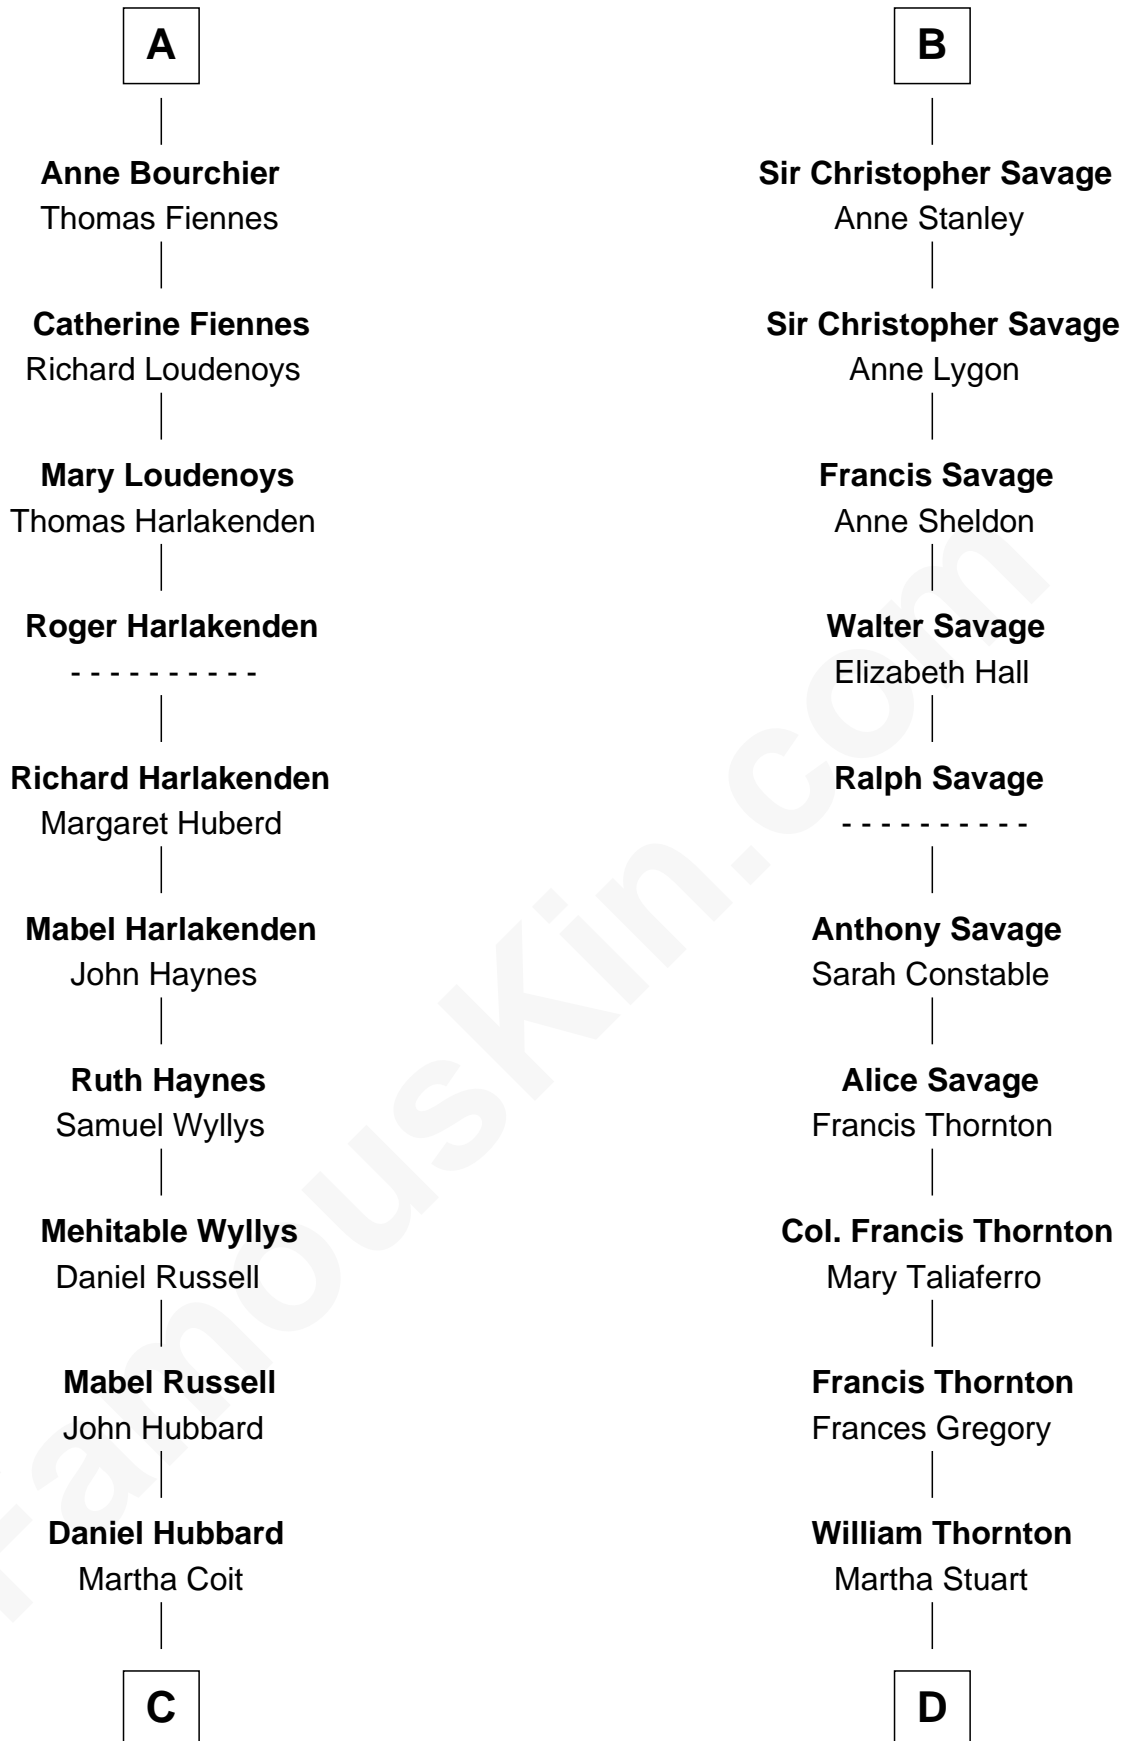 A
Anne Bourchier
Thomas Fiennes
Catherine Fiennes
Richard Loudenoys
Mary Loudenoys
Thomas Harlakenden
Roger Harlakenden
- - - - - - - - - -
Richard Harlakenden
Margaret Huberd
Mabel Harlakenden
John Haynes
Ruth Haynes
Samuel Wyllys
Mehitable Wyllys
Daniel Russell
Mabel Russell
John Hubbard
Daniel Hubbard
Martha Coit
C
B
Sir Christopher Savage
Anne Stanley
Sir Christopher Savage
Anne Lygon
Francis Savage
Anne Sheldon
Walter Savage
Elizabeth Hall
Ralph Savage
- - - - - - - - - -
Anthony Savage
Sarah Constable
Alice Savage
Francis Thornton
Col. Francis Thornton
Mary Taliaferro
Francis Thornton
Frances Gregory
William Thornton
Martha Stuart
D
FamousKin.com